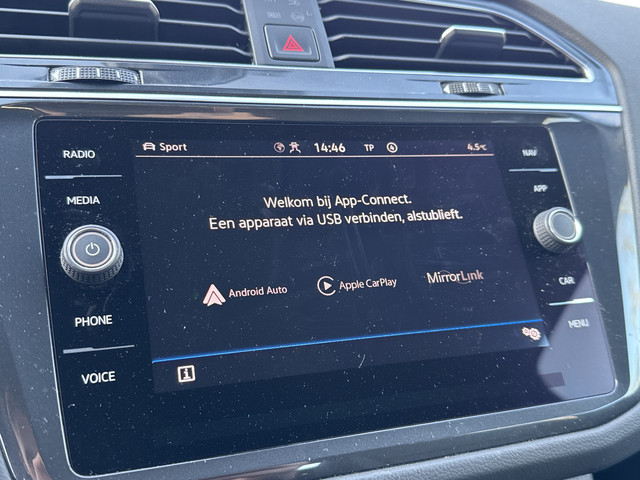 RADIO
MEDIA
PHONE
VOICE
Sport
14:46 TP
4.5°C
Welkom bij App-Connect.
Een apparaat via USB verbinden, alstublieft.
Android Auto
Apple CarPlay
MirrorLink
NAV
APP
CAR
MENU